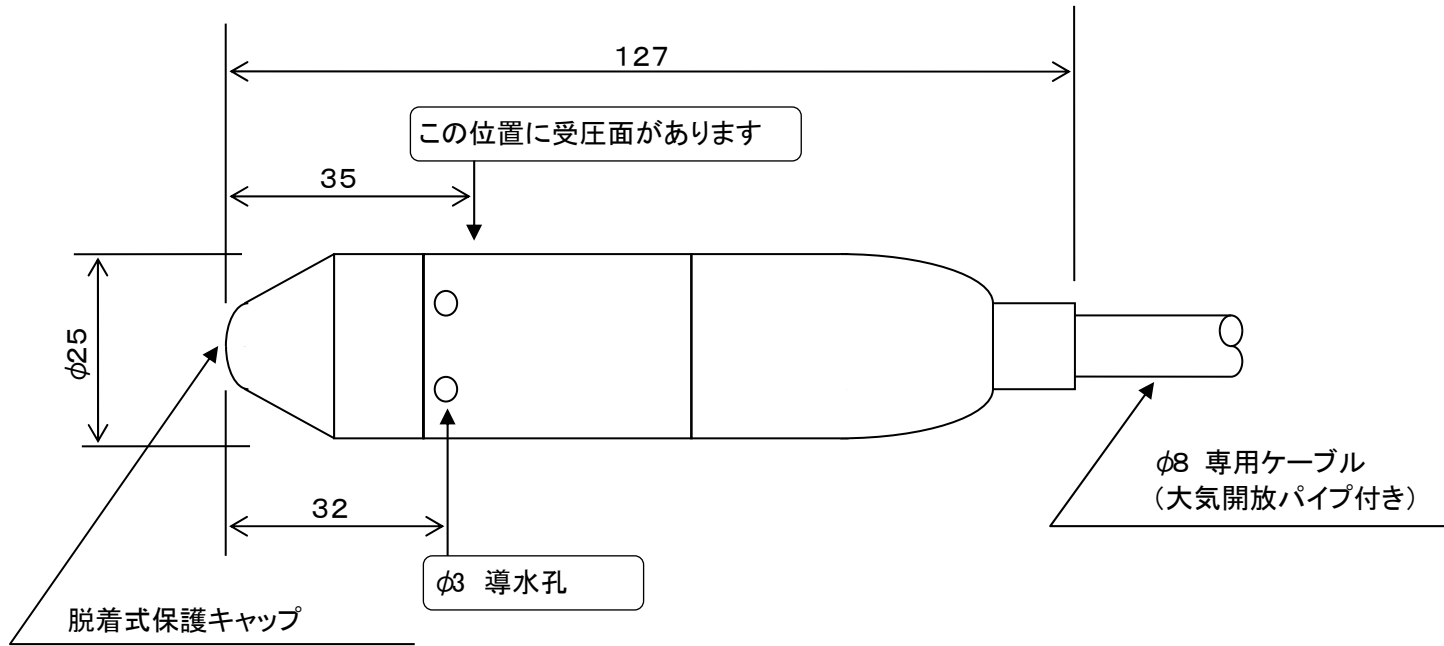 127
この位置に受圧面があります
35
φ25
φ8 専用ケーブル
（大気開放パイプ付き）
32
φ3 導水孔
脱着式保護キャップ